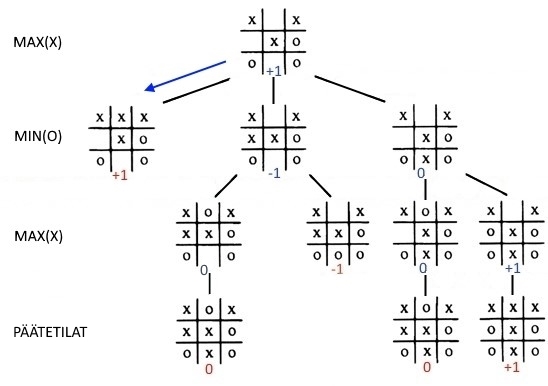 x x
MAX(X) x o
o o
+1
x x x x x x x
MIN(O) x o x x o x o
o o o o o x o
+1 -1 0
x o x x x x o x x x
MAX(X) x x o x x o x o o x o
o o o o o o x o o x o
0 -1 0 +1
x o x x o x x x x
PÄÄTETILAT x x o x x o o x o
o x o o x o o x o
0 0 +1